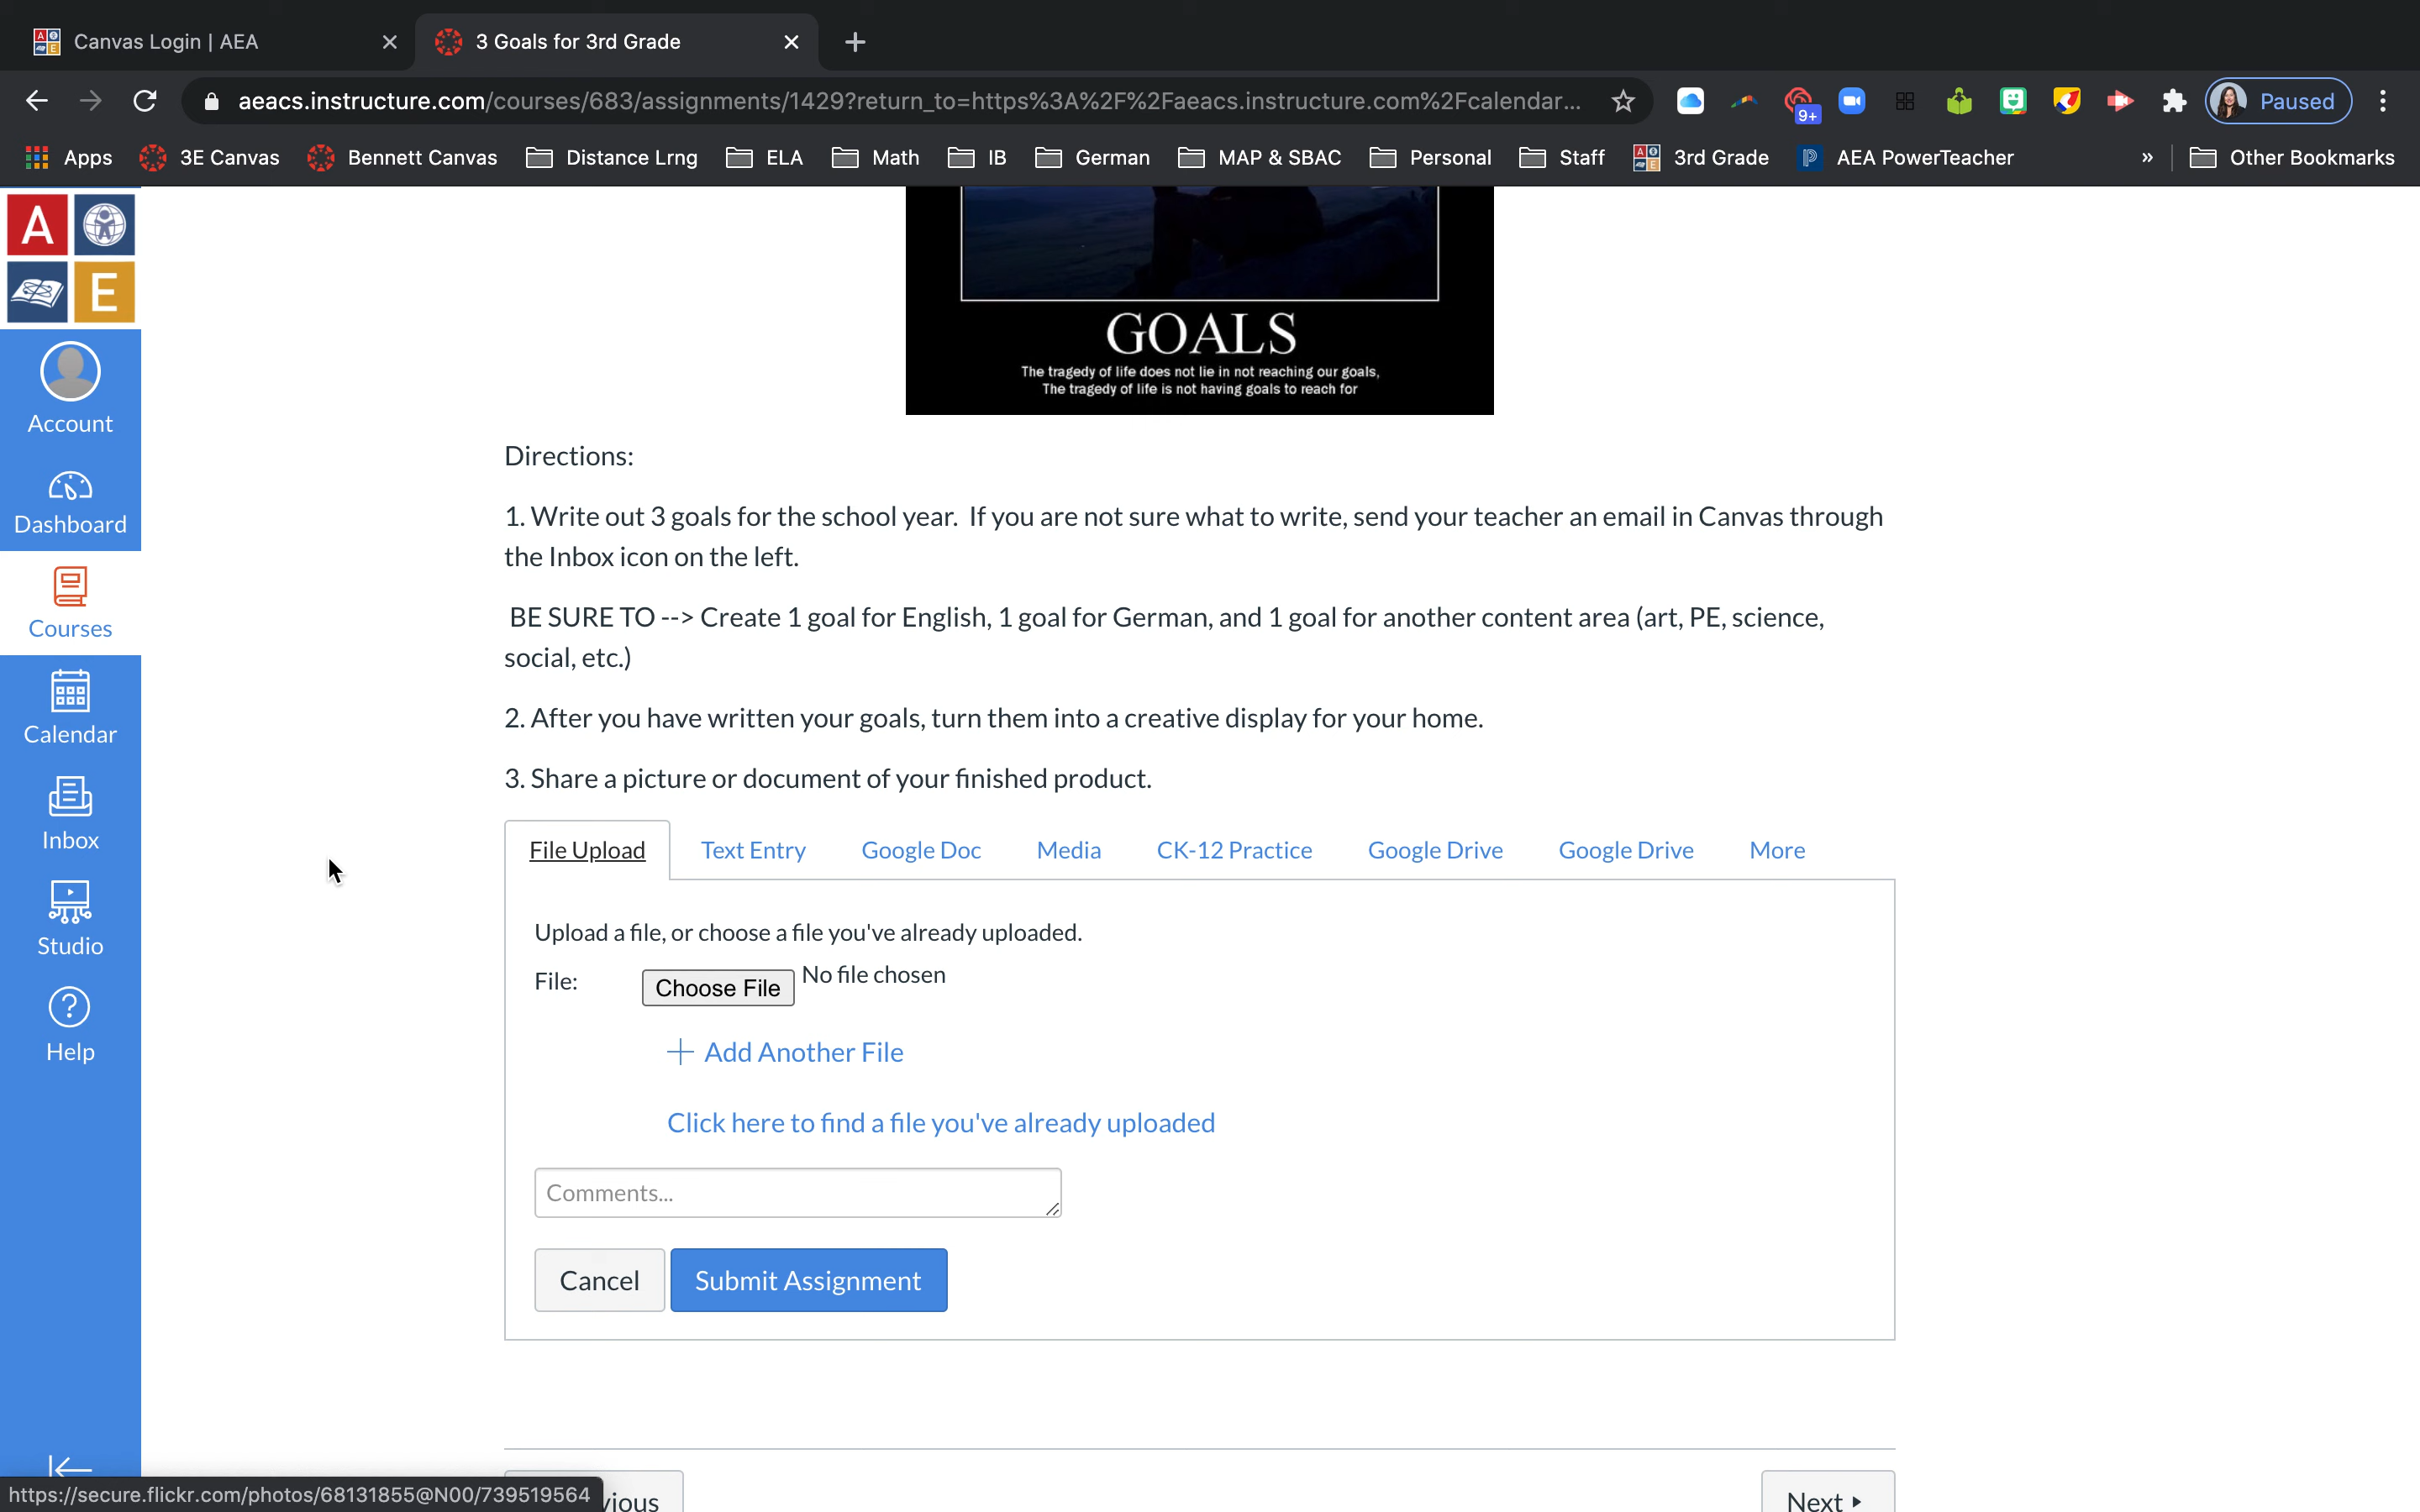 Canvas Login | AEA
3 Goals for 3rd Grade
aeacs.instructure.com/courses/683/assignments/1429?return_to=https%3A%2F%2Faeacs.instructure.com%2Fcalendar...
9+
Paused
Apps
3E Canvas
Bennett Canvas
Distance Lrng
ELA
Math
IB
German
MAP & SBAC
Personal
Staff
3rd Grade
AEA PowerTeacher
»
Other Bookmarks
A
E
Account
Dashboard
Courses
Calendar
Inbox
Studio
Help
GOALS
The tragedy of life does not lie in not reaching our goals,
The tragedy of life is not having goals to reach for
Directions:
1. Write out 3 goals for the school year.  If you are not sure what to write, send your teacher an email in Canvas through
the Inbox icon on the left.
BE SURE TO --> Create 1 goal for English, 1 goal for German, and 1 goal for another content area (art, PE, science,
social, etc.)
2. After you have written your goals, turn them into a creative display for your home.
3. Share a picture or document of your finished product.
File Upload
Text Entry
Google Doc
Media
CK-12 Practice
Google Drive
Google Drive
More
Upload a file, or choose a file you've already uploaded.
File:
Choose File
No file chosen
Add Another File
Click here to find a file you've already uploaded
Comments...
Cancel
Submit Assignment
Next
https://secure.flickr.com/photos/68131855@N00/739519564